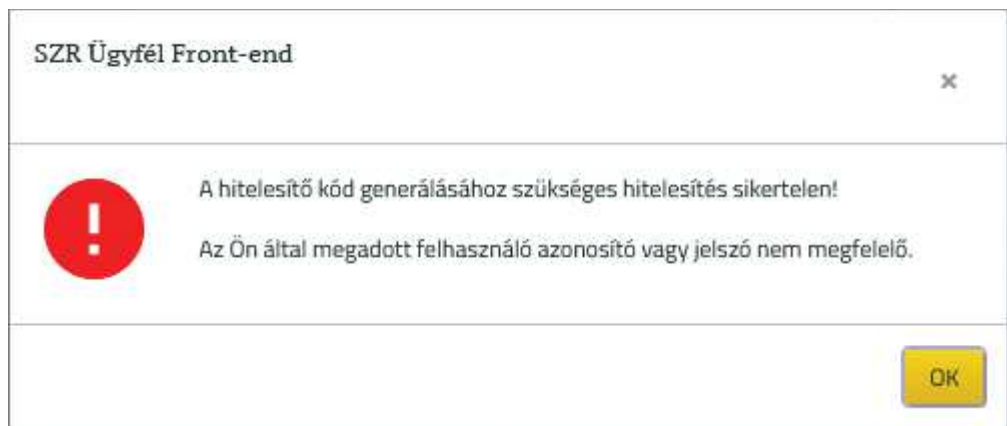 SZR Ügyfél Front-end
×
A hitelesítő kód generálásához szükséges hitelesítés sikertelen!
Az Ön által megadott felhasználó azonosító vagy jelszó nem megfelelő.
OK